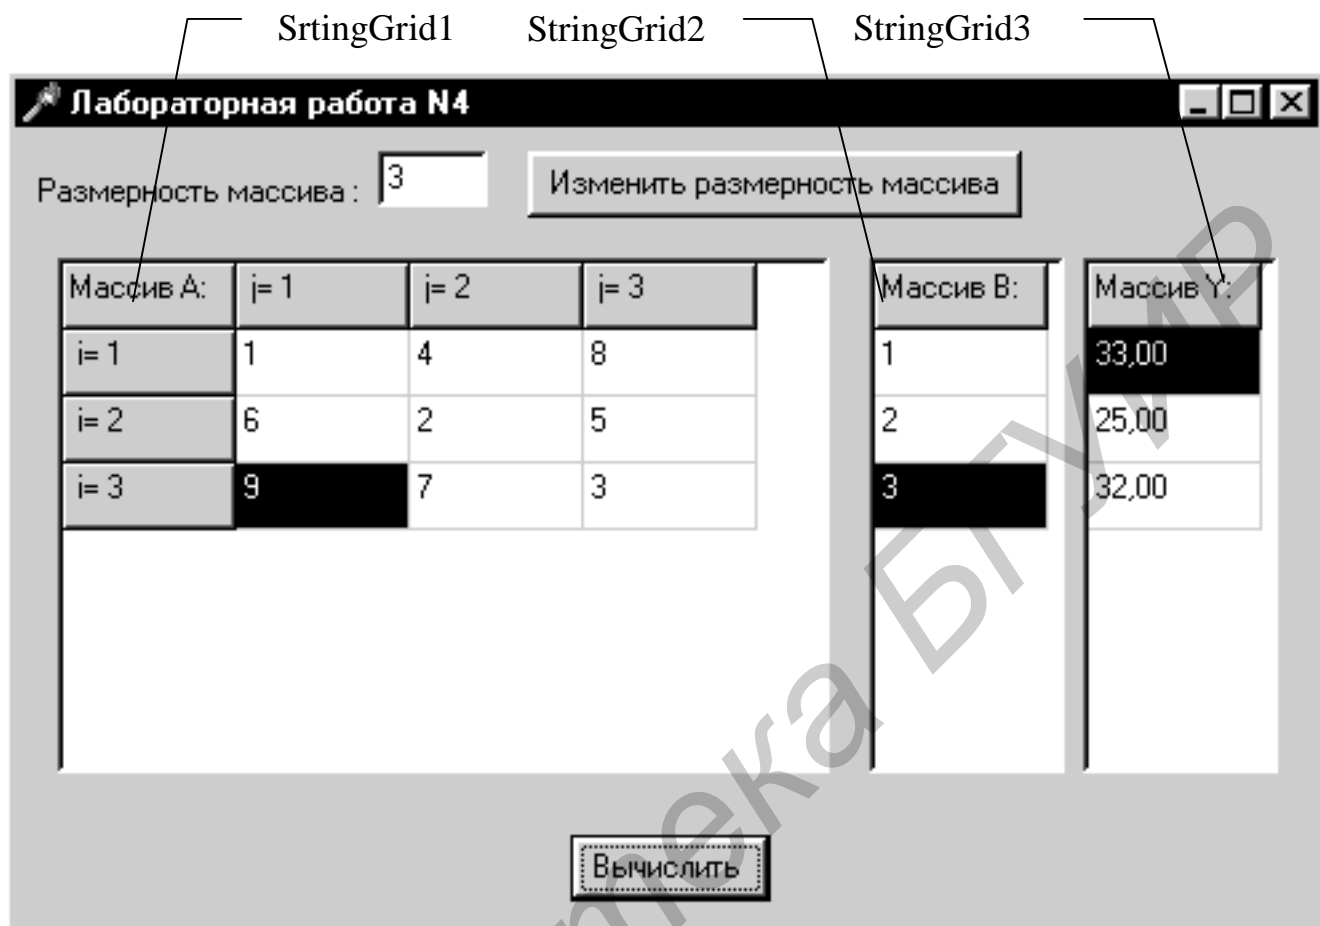 SrtingGrid1 StringGrid2 StringGrid3
Лабораторная работа N4
Размерность массива : 3 Изменить размерность массива
Массив A: j= 1 j= 2 j= 3 Массив B: Массив Y:
i= 1 1 4 8 1 33,00
i= 2 6 2 5 2 25,00
i= 3 9 7 3 3 32,00
Вычислить
тека БГУИР